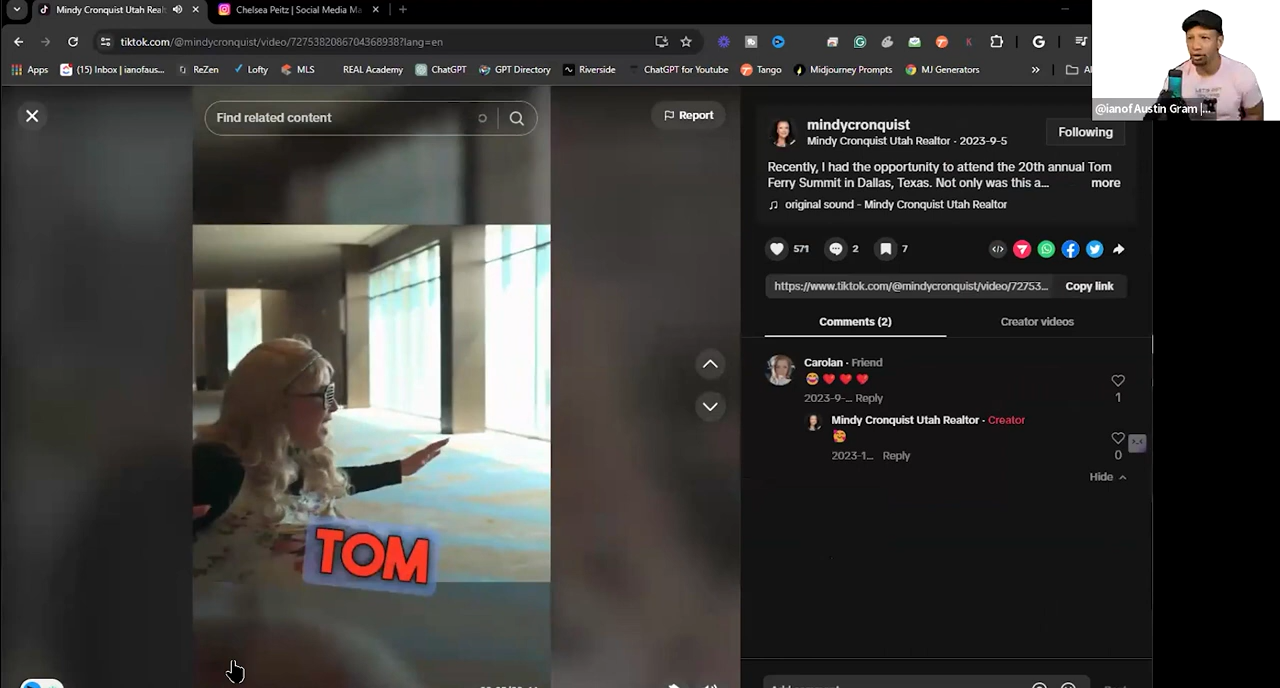 Mindy Cronquist Utah Realt
Chelsea Peitz | Social Media Ma
tiktok.com/@mindycronquist/video/7275382086704368938?lang=en
Apps
(15) Inbox | ianofaus...
ReZen
Lofty
MLS
REAL Academy
ChatGPT
GPT Directory
Riverside
ChatGPT for Youtube
Tango
Midjourney Prompts
MJ Generators
@ianof Austin Gram |...
Find related content
Report
mindycronquist
Mindy Cronquist Utah Realtor · 2023-9-5
Following
Recently, I had the opportunity to attend the 20th annual Tom
Ferry Summit in Dallas, Texas. Not only was this a... more
original sound - Mindy Cronquist Utah Realtor
571
2
7
https://www.tiktok.com/@mindycronquist/video/72753...
Copy link
Comments (2)
Creator videos
Carolan · Friend
2023-9-... Reply
1
Mindy Cronquist Utah Realtor · Creator
2023-1... Reply
0
Hide
TOM